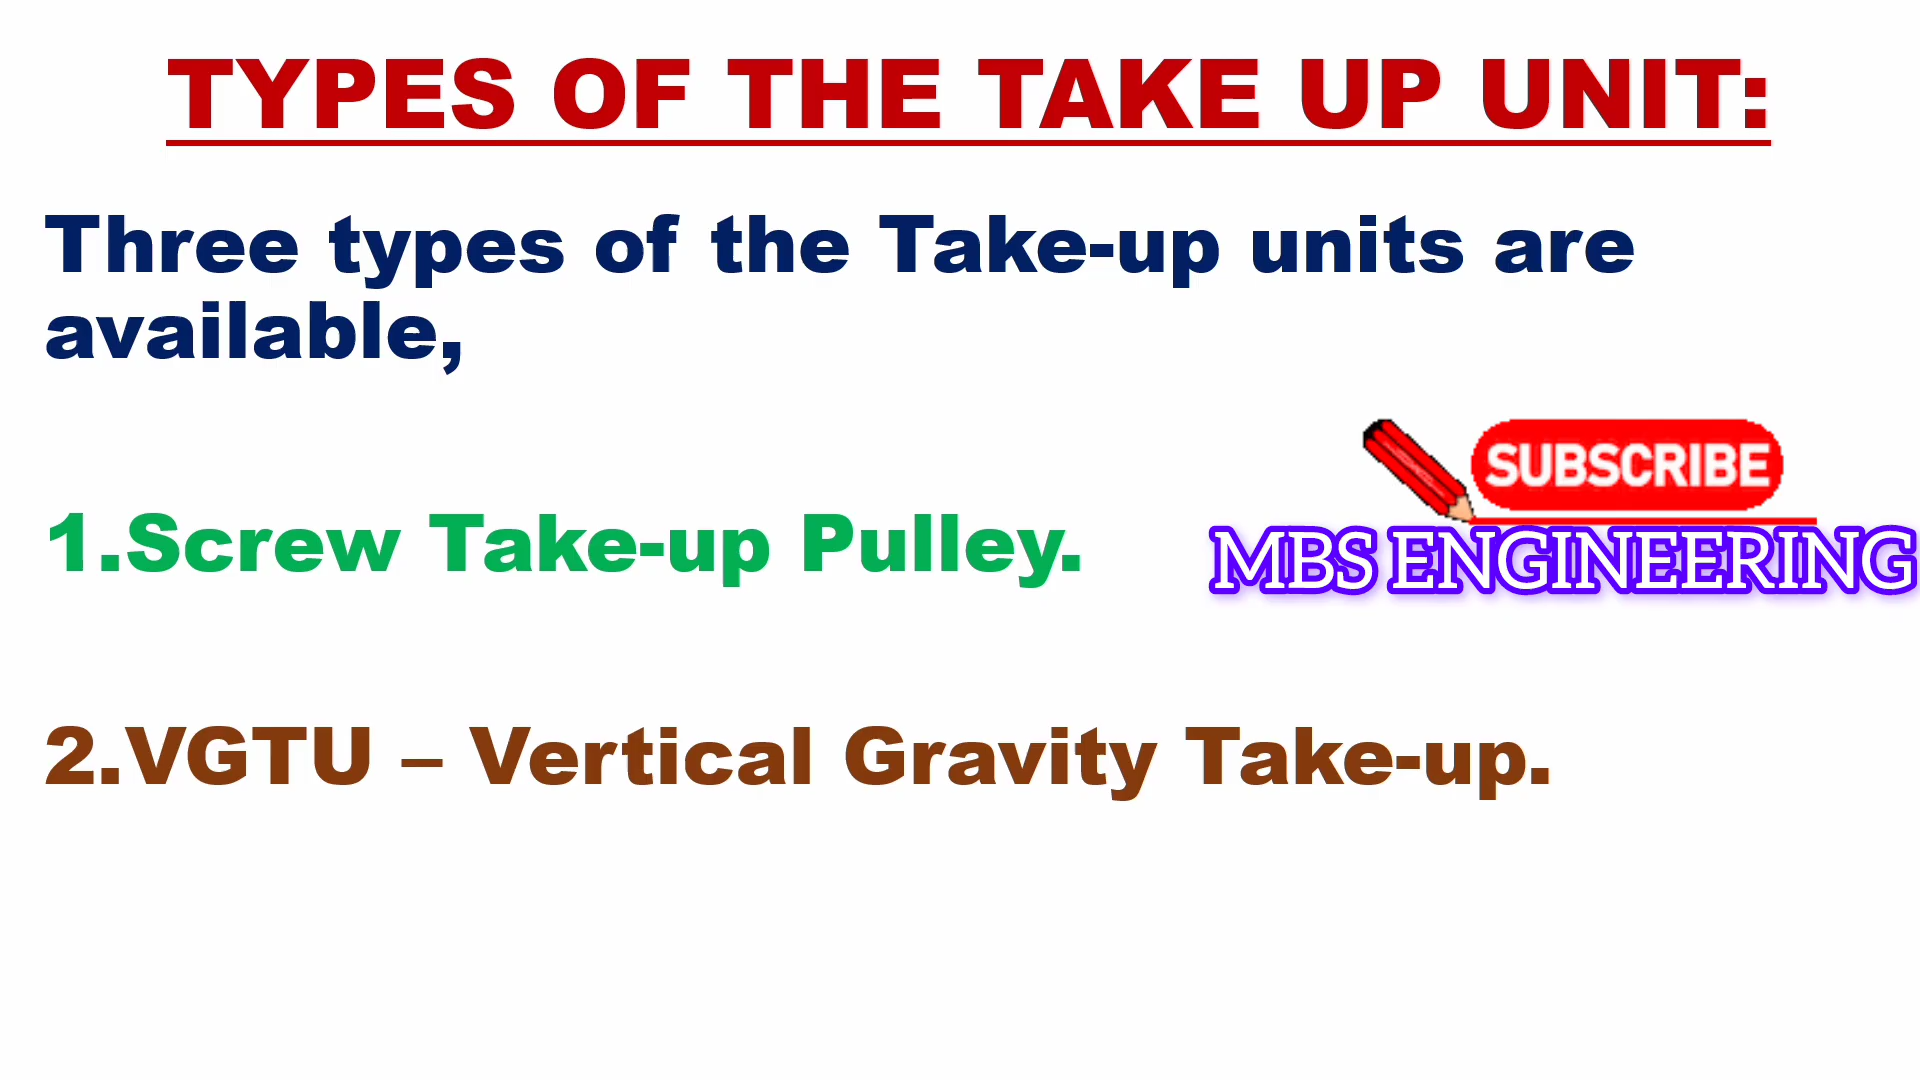 TYPES OF THE TAKE UP UNIT:
Three types of the Take-up units are
available,
SUBSCRIBE
1.Screw Take-up Pulley.
MBS ENGINEERING
2.VGTU – Vertical Gravity Take-up.